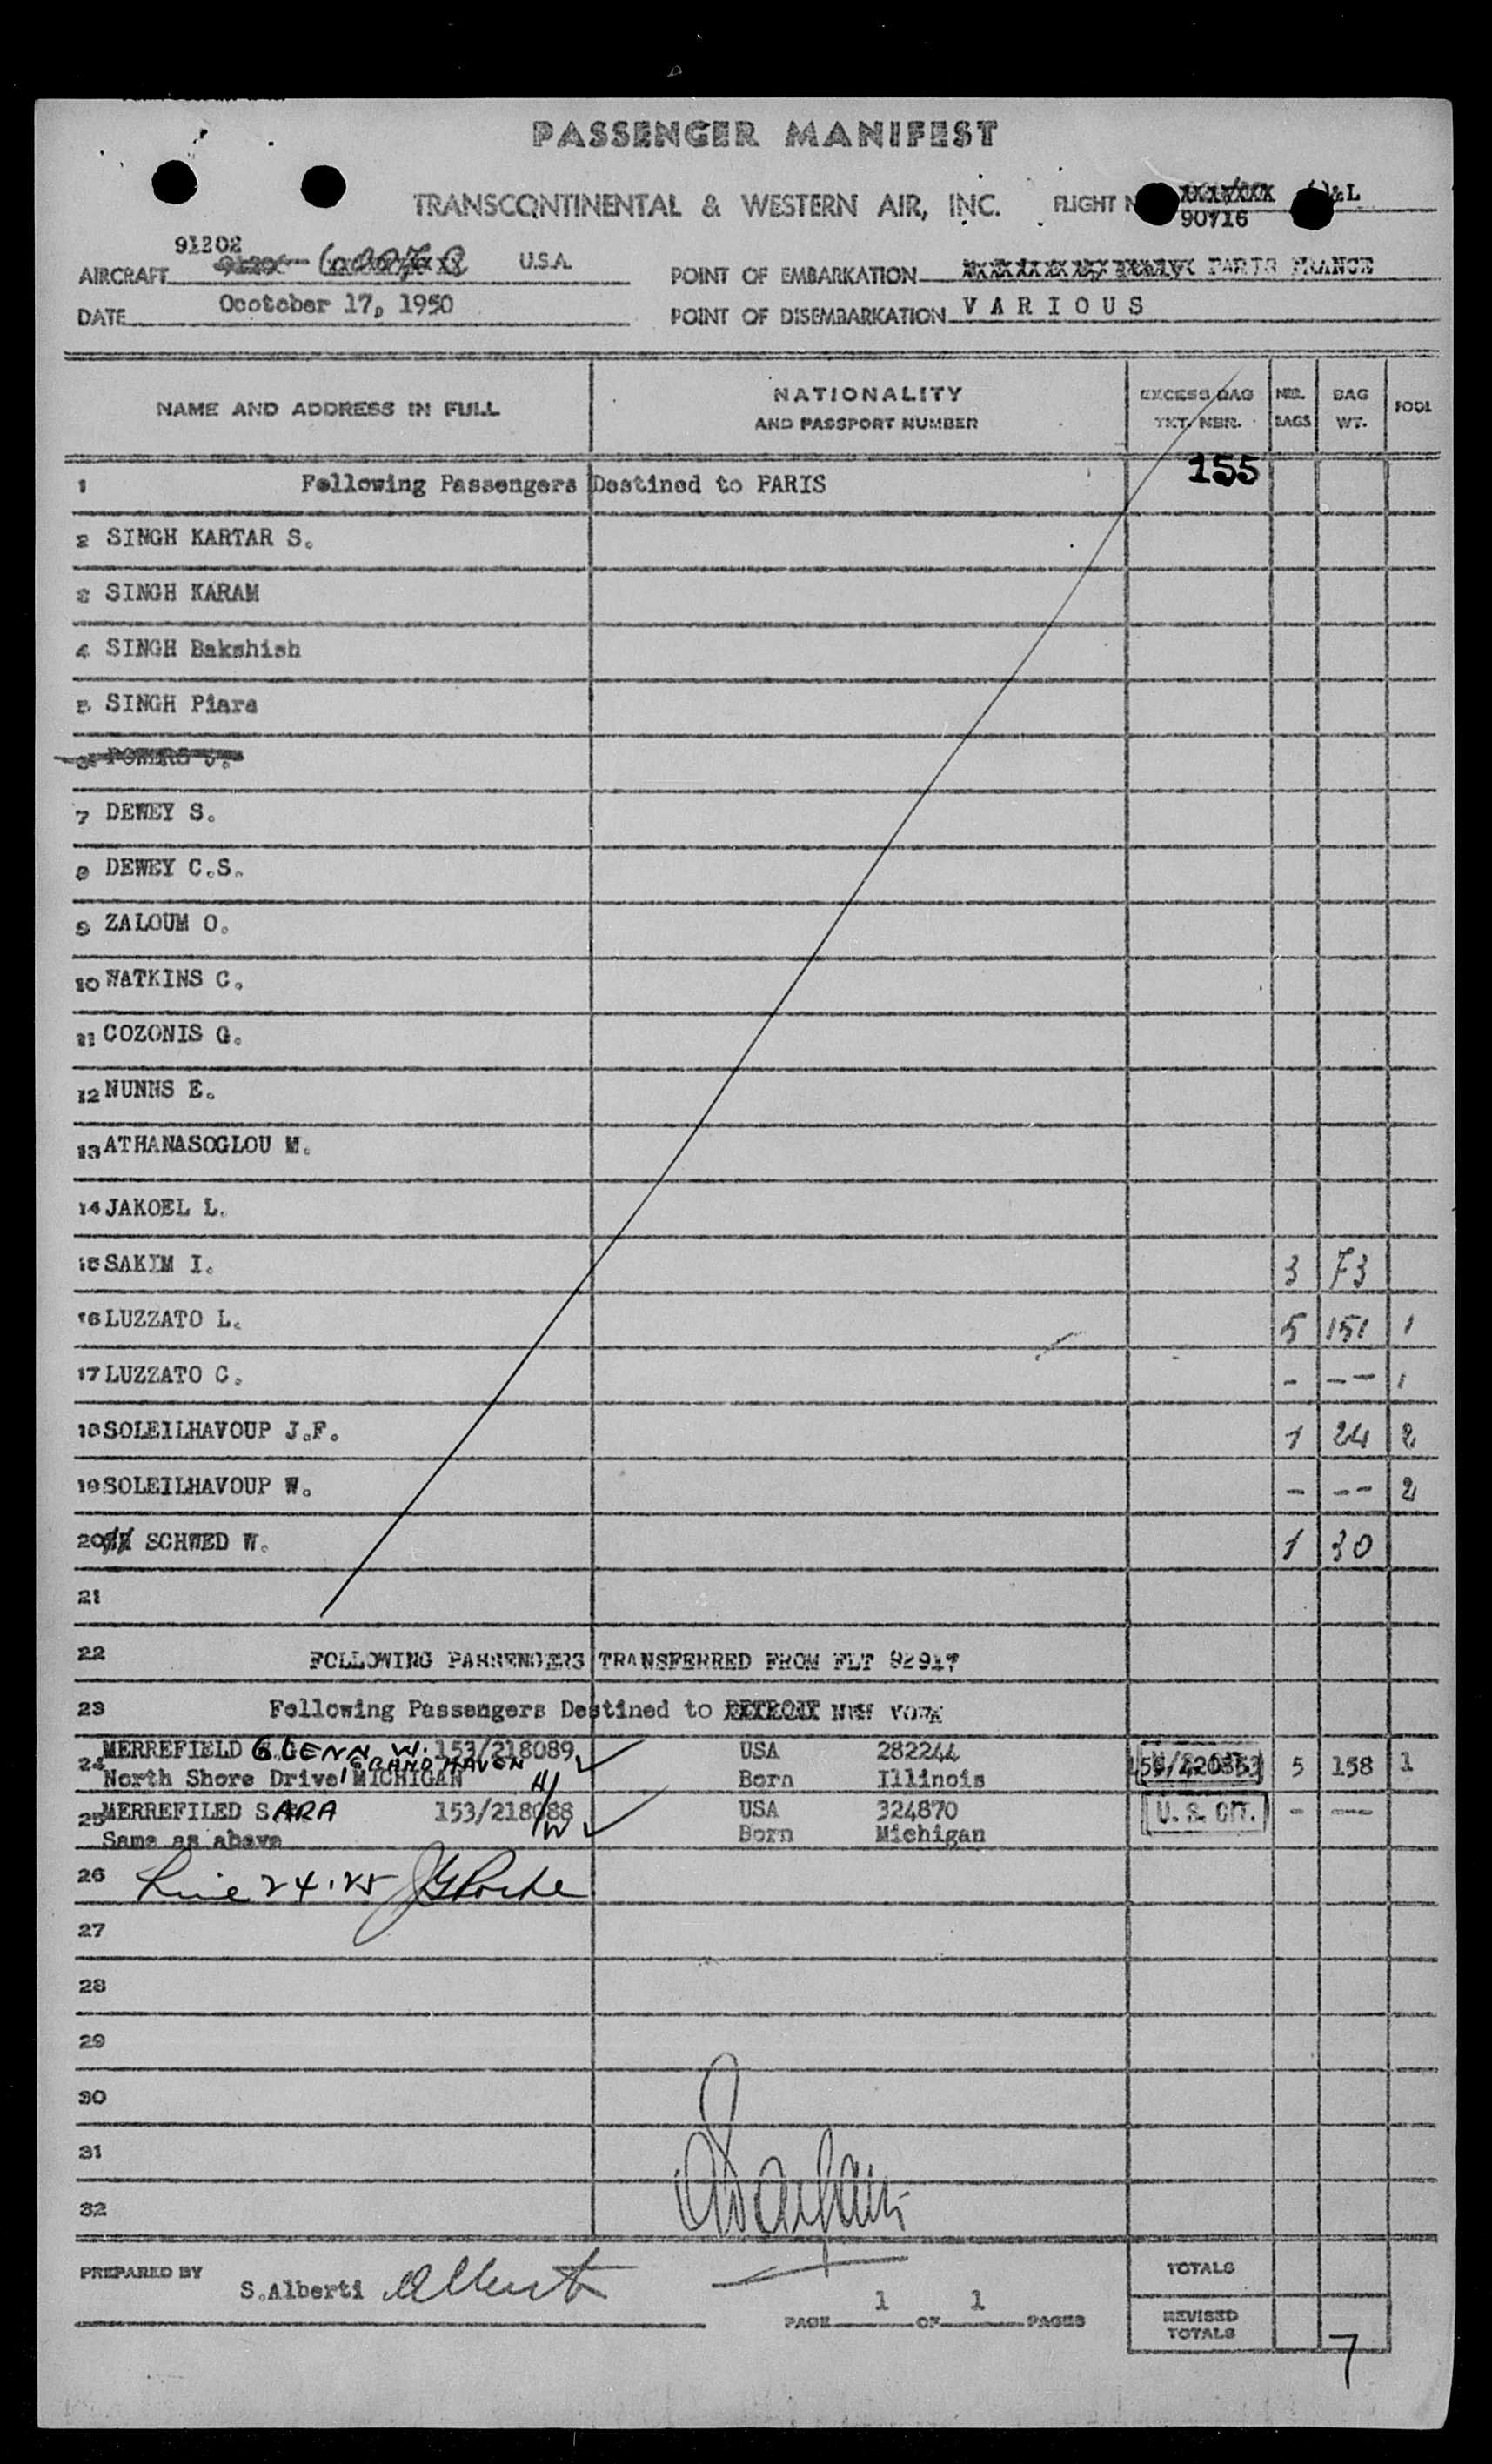 PASSENGER MANIFEST
TRANSCONTINENTAL & WESTERN AIR, INC. FLIGHT N &L
90716
91202
AIRCRAFT U.S.A. POINT OF EMBARKATION PARIS FRANCE
DATE Ocotober 17, 1950 POINT OF DISEMBARKATION V A R I O U S
NAME AND ADDRESS IN FULL NATIONALITY AND PASSPORT NUMBER EXCESS BAG TKT. NBR. NBR. BAGS BAG WT.
155
1 Following Passengers Destined to PARIS
2 SINGH KARTAR S.
3 SINGH KARAM
4 SINGH Bakshish
5 SINGH Piara
6 POWERS J.
7 DEWEY S.
8 DEWEY C.S.
9 ZALOUM O.
10 WATKINS C.
11 COZONIS G.
12 NUNNS E.
13 ATHANASOGLOU M.
14 JAKOEL L.
15 SAKIM I. 3 73
16 LUZZATO L. 5 151 1
17 LUZZATO C. - -- 1
18 SOLEILHAVOUP J.F. 1 24 2
19 SOLEILHAVOUP W. - -- 2
20 SCHWED W. 1 30
21
22 FOLLOWING PASSENGERS TRANSFERRED FROM FLT 92917
23 Following Passengers Destined to DETROIT NEW YORK
24 MERREFIELD GLENN W. 153/218089 USA 282244 5 158 1
North Shore Drive GRAND HAVEN MICHIGAN Born Illinois
25 MERREFILED SARA 153/218088 H/W USA 324870 U. S. CIT. - ---
Same as above Born Michigan
26 Line 24.25
27
28
29
30
31
32
PREPARED BY S.Alberti TOTALS
PAGE 1 OF 1 PAGES REVISED TOTALS
7